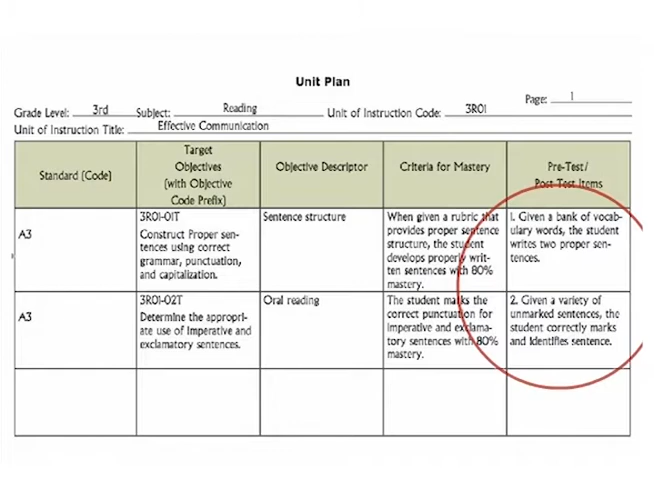 Unit Plan
Page: 1
Grade Level: 3rd Subject: Reading Unit of Instruction Code: 3R01
Unit of Instruction Title: Effective Communication
Standard (Code)
Target
Objectives
(with Objective
Code Prefix)
Objective Descriptor
Criteria for Mastery
Pre-Test/
Post Test Items
A3
3R01-01T
Construct Proper sen-
tences using correct
grammar, punctuation,
and capitalization.
Sentence structure
When given a rubric that
provides proper sentence
structure, the student
develops properly writ-
ten sentences with 80%
mastery.
1. Given a bank of vocab-
ulary words, the student
writes two proper sen-
tences.
A3
3R01-02T
Determine the appropri-
ate use of imperative and
exclamatory sentences.
Oral reading
The student marks the
correct punctuation for
imperative and exclama-
tory sentences with 80%
mastery.
2. Given a variety of
unmarked sentences, the
student correctly marks
and identifies sentence.